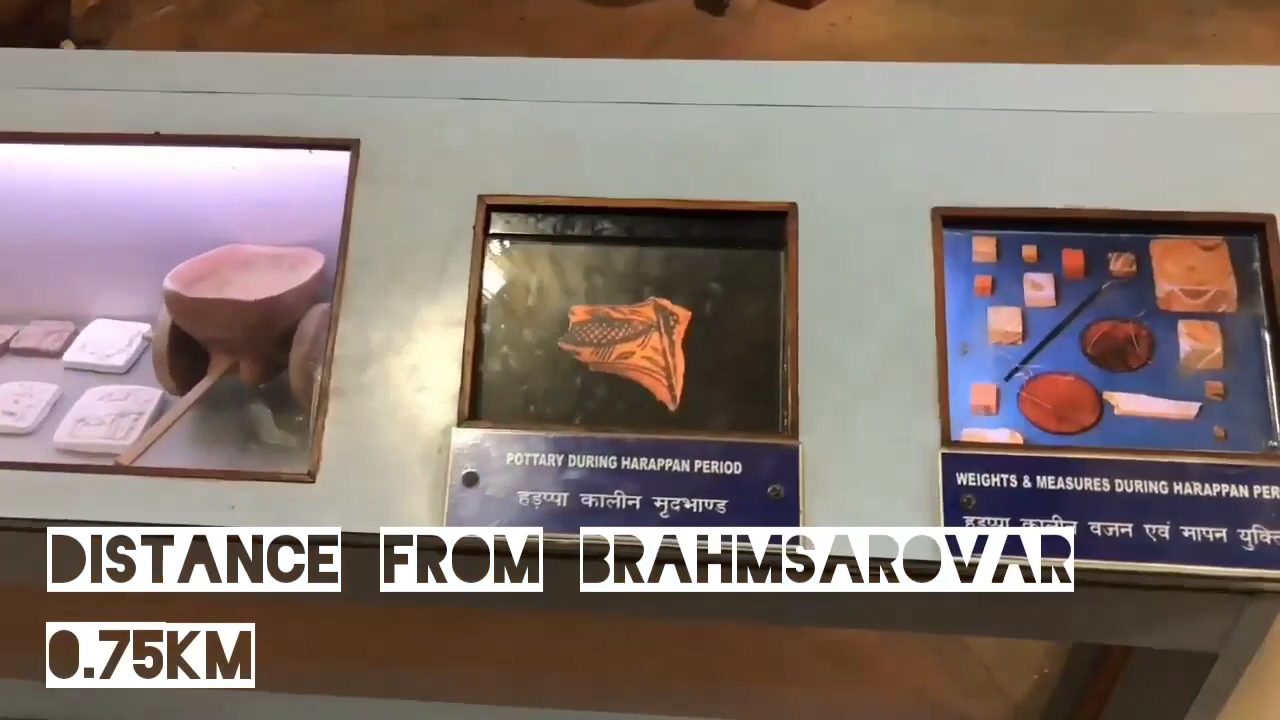 POTTARY DURING HARAPPAN PERIOD
हड़प्पा कालीन मृदभाण्ड
WEIGHTS & MEASURES DURING HARAPPAN
हड़प्पा कालीन वजन एवं मापन
DISTANCE FROM BRAHMSAROVAR
0.75KM